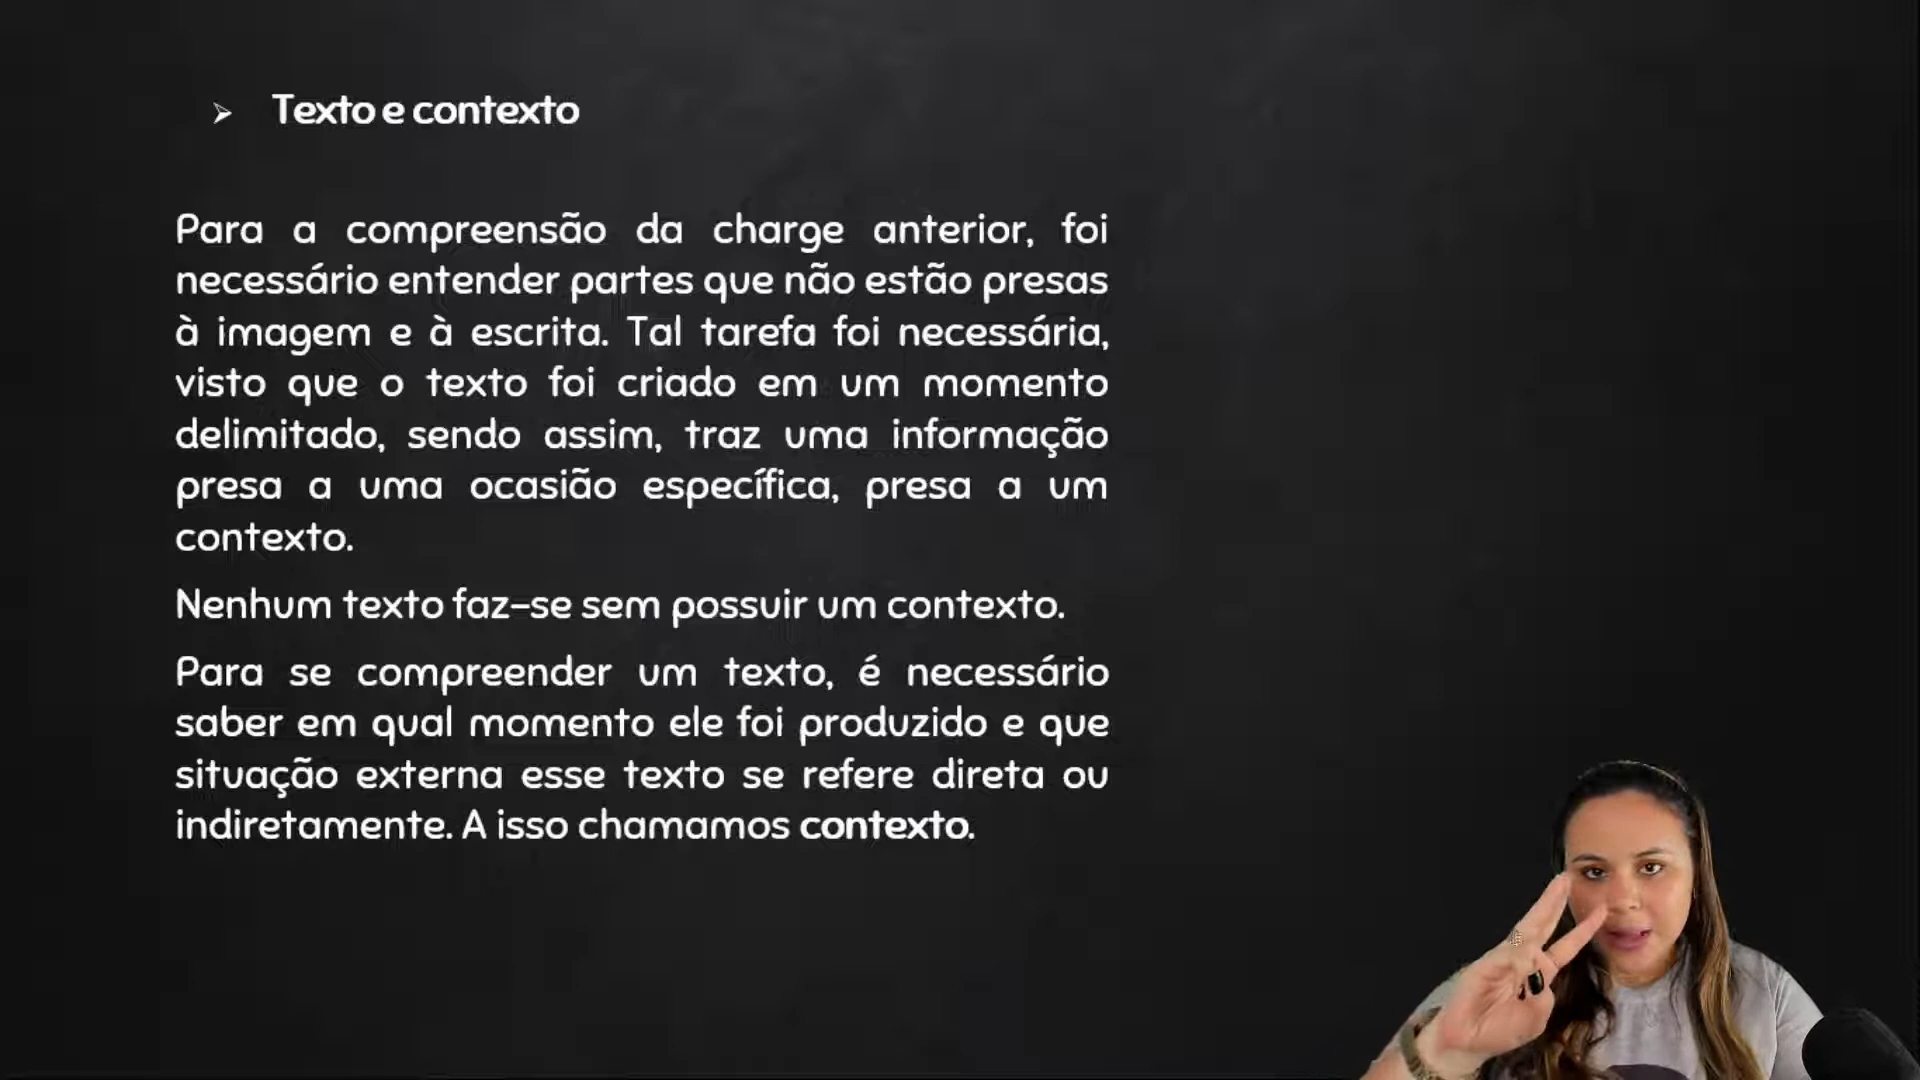 Texto e contexto
Para a compreensão da charge anterior, foi
necessário entender partes que não estão presas
à imagem e à escrita. Tal tarefa foi necessária,
visto que o texto foi criado em um momento
delimitado, sendo assim, traz uma informação
presa a uma ocasião específica, presa a um
contexto.
Nenhum texto faz-se sem possuir um contexto.
Para se compreender um texto, é necessário
saber em qual momento ele foi produzido e que
situação externa esse texto se refere direta ou
indiretamente. A isso chamamos contexto.